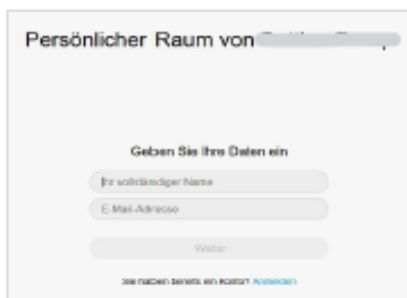 Persönlicher Raum von
Geben Sie Ihre Daten ein
Ihr vollständiger Name
E-Mail-Adresse
Weiter
Sie haben bereits ein Konto? Anmelden